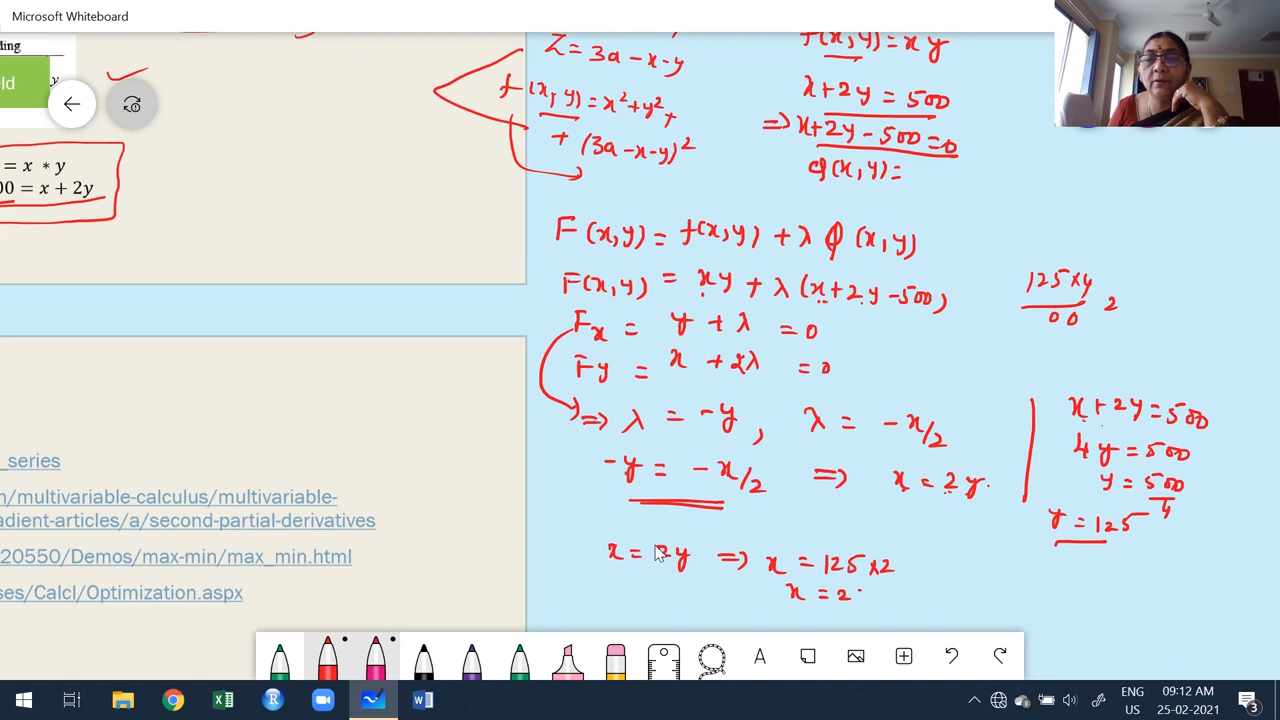 Microsoft Whiteboard
ding
ld
y
= x * y
00 = x + 2y
_series
m/multivariable-calculus/multivariable-
adient-articles/a/second-partial-derivatives
20550/Demos/max-min/max_min.html
ses/CalcI/Optimization.aspx
Z = 3a - x - y
f (x, y) = x² + y² +
+ (3a - x - y)²
f(x, y) = x y
x + 2y = 500
⇒ x + 2y - 500 = 0
φ(x, y) =
F (x, y) = f(x, y) + λ φ (x, y)
F(x, y) = xy + λ (x + 2y - 500)
Fx = y + λ = 0
Fy = x + 2λ = 0
⇒ λ = -y , λ = -x/2
-y = -x/2 ⇒ x = 2y.
x = 2y ⇒ x = 125 x 2
x = 2
125 x 4
00 2
x + 2y = 500
4y = 500
y = 500
4
y = 125
A
ENG
US
09:12 AM
25-02-2021
3